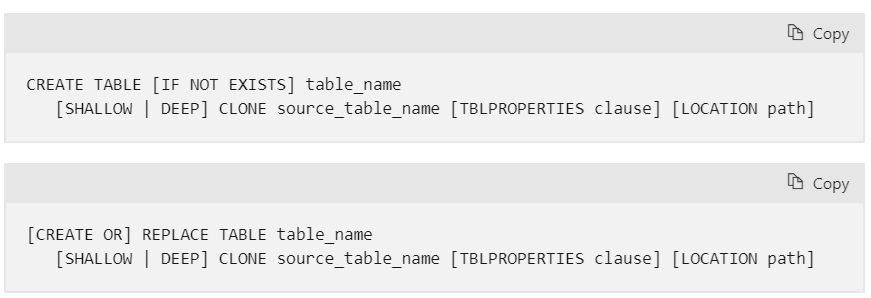 Copy
CREATE TABLE [IF NOT EXISTS] table_name
[SHALLOW | DEEP] CLONE source_table_name [TBLPROPERTIES clause] [LOCATION path]
Copy
[CREATE OR] REPLACE TABLE table_name
[SHALLOW | DEEP] CLONE source_table_name [TBLPROPERTIES clause] [LOCATION path]